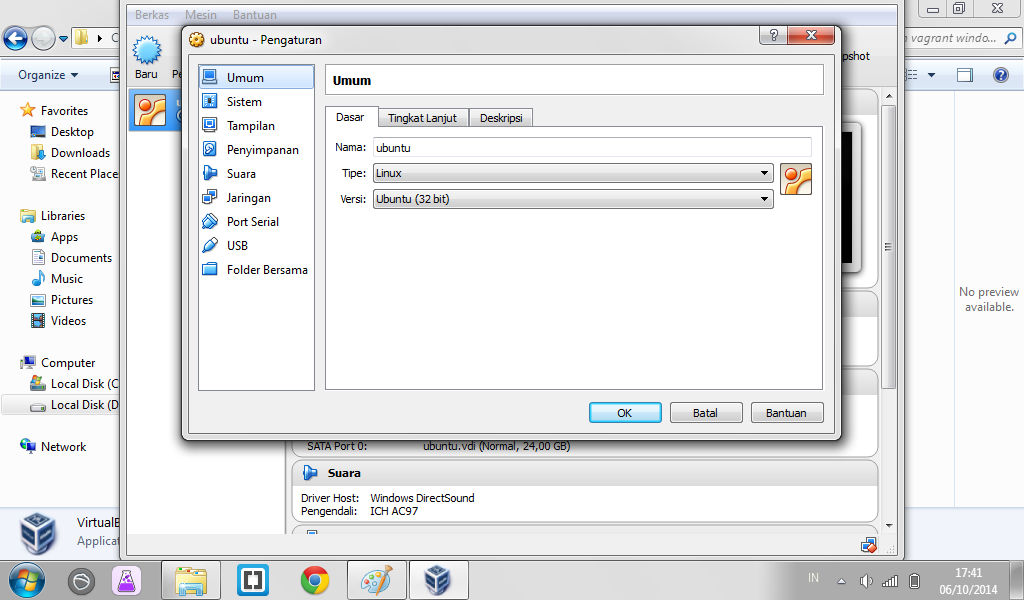 Berkas Mesin Bantuan
ubuntu - Pengaturan
vagrant windo...
Organize
Baru
pshot
Favorites
Desktop
Downloads
Recent Place
Libraries
Apps
Documents
Music
Pictures
Videos
Computer
Local Disk (C
Local Disk (D
Network
Umum
Sistem
Tampilan
Penyimpanan
Suara
Jaringan
Port Serial
USB
Folder Bersama
Umum
Dasar Tingkat Lanjut Deskripsi
Nama: ubuntu
Tipe: Linux
Versi: Ubuntu (32 bit)
OK Batal Bantuan
No preview
available.
SATA Port 0: ubuntu.vdi (Normal, 24,00 GB)
Suara
Driver Host: Windows DirectSound
Pengendali: ICH AC97
VirtualB
Applicat
IN
17:41
06/10/2014